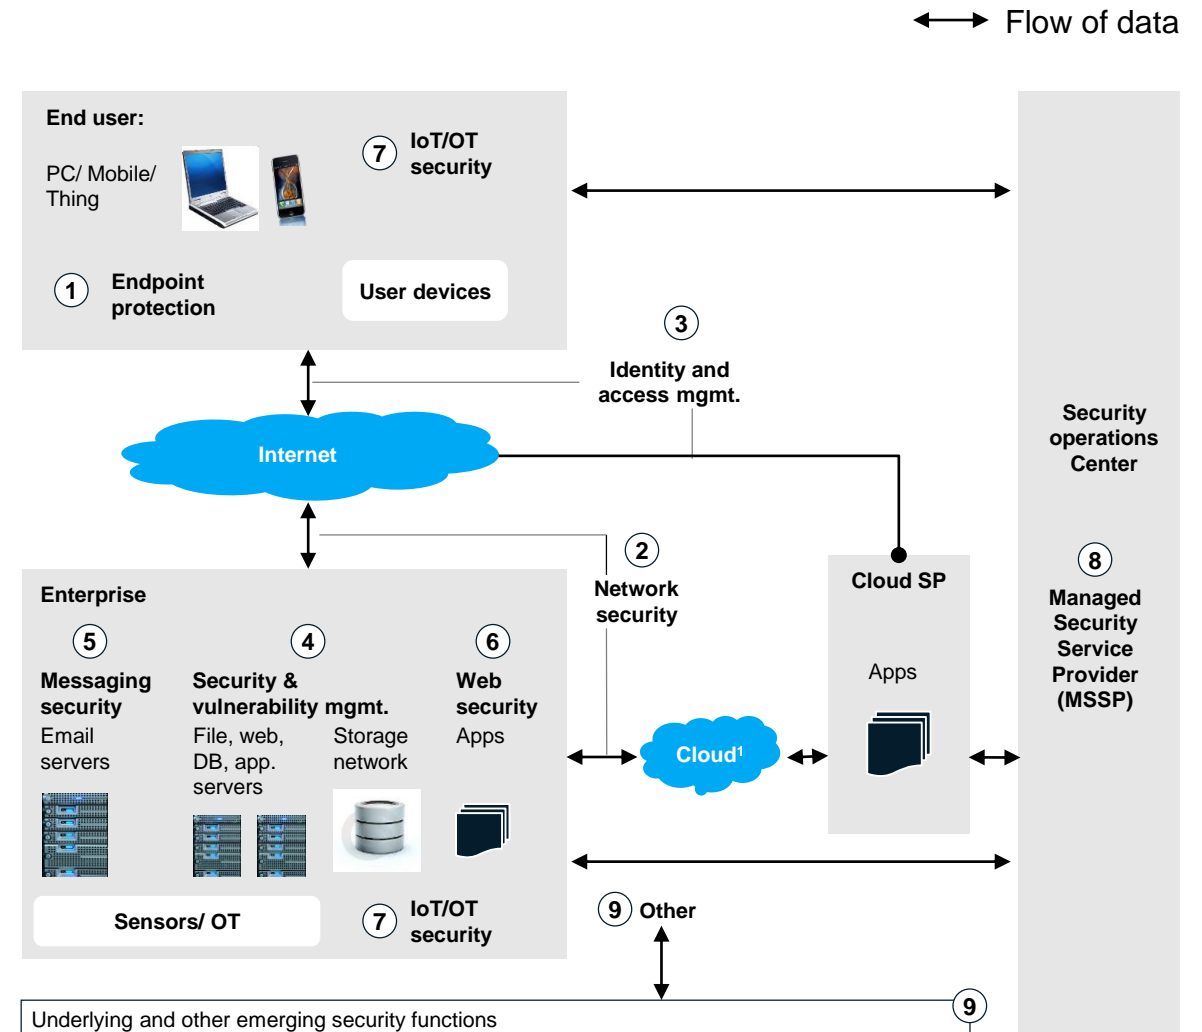 Flow of data
End user:
PC/ Mobile/
Thing
7
IoT/OT
security
1
Endpoint
protection
User devices
3
Identity and
access mgmt.
Internet
Security
operations
Center
2
Network
security
Cloud SP
Apps
8
Managed
Security
Service
Provider
(MSSP)
Enterprise
5
Messaging
security
Email
servers
4
Security &
vulnerability mgmt.
File, web,
DB, app.
servers
Storage
network
6
Web
security
Apps
Cloud¹
Sensors/ OT
7
IoT/OT
security
9 Other
9
Underlying and other emerging security functions